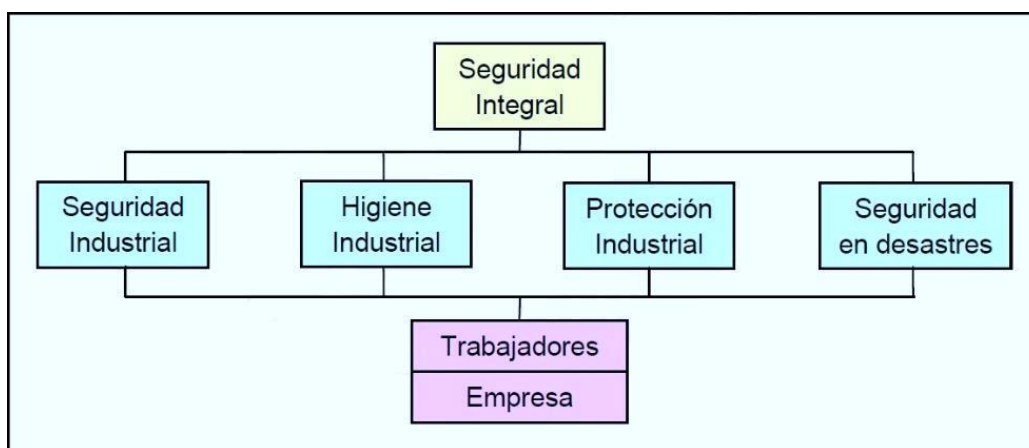 Seguridad
Integral
Seguridad
Industrial
Higiene
Industrial
Protección
Industrial
Seguridad
en desastres
Trabajadores
Empresa